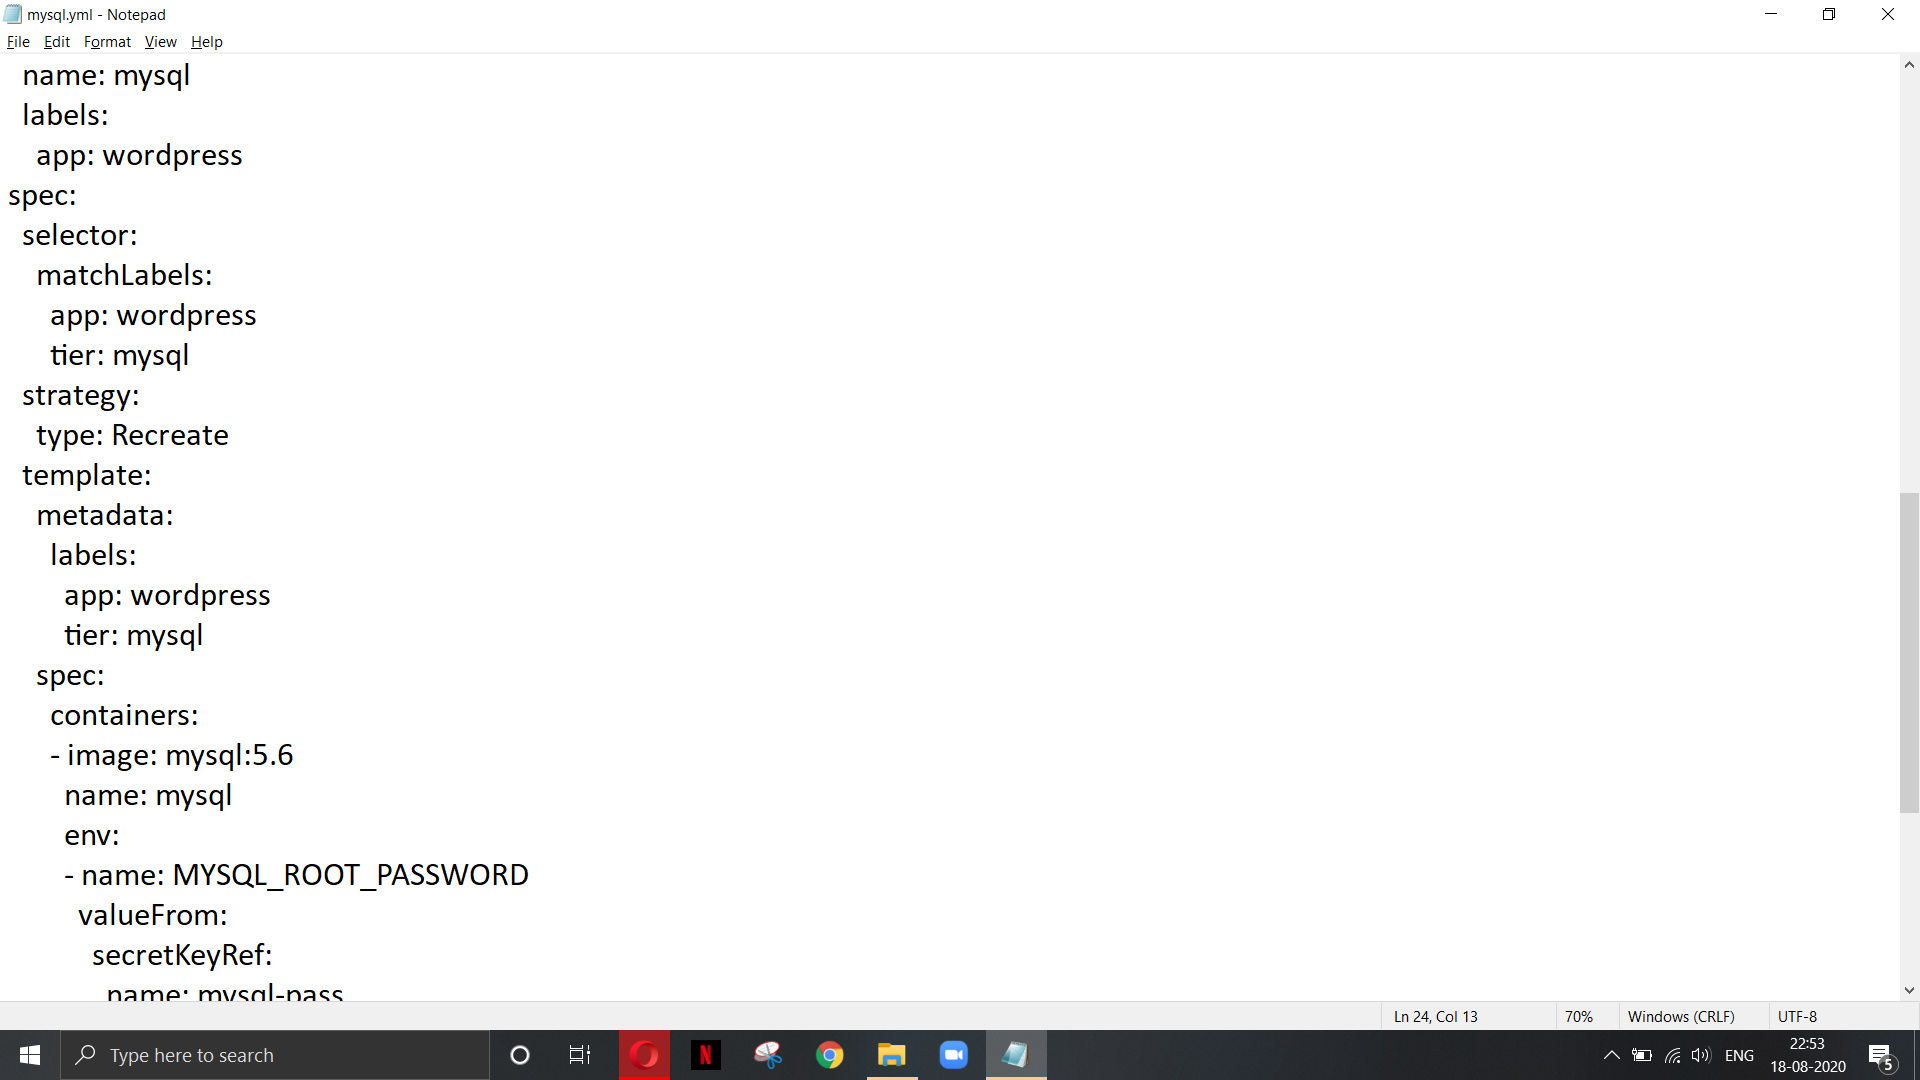 mysql.yml - Notepad
File Edit Format View Help
  name: mysql
  labels:
    app: wordpress
spec:
  selector:
    matchLabels:
      app: wordpress
      tier: mysql
  strategy:
    type: Recreate
  template:
    metadata:
      labels:
        app: wordpress
        tier: mysql
    spec:
      containers:
      - image: mysql:5.6
        name: mysql
        env:
        - name: MYSQL_ROOT_PASSWORD
          valueFrom:
            secretKeyRef:
              name: mysql-pass
Ln 24, Col 13 70% Windows (CRLF) UTF-8
Type here to search
N
ENG
22:53
18-08-2020
5